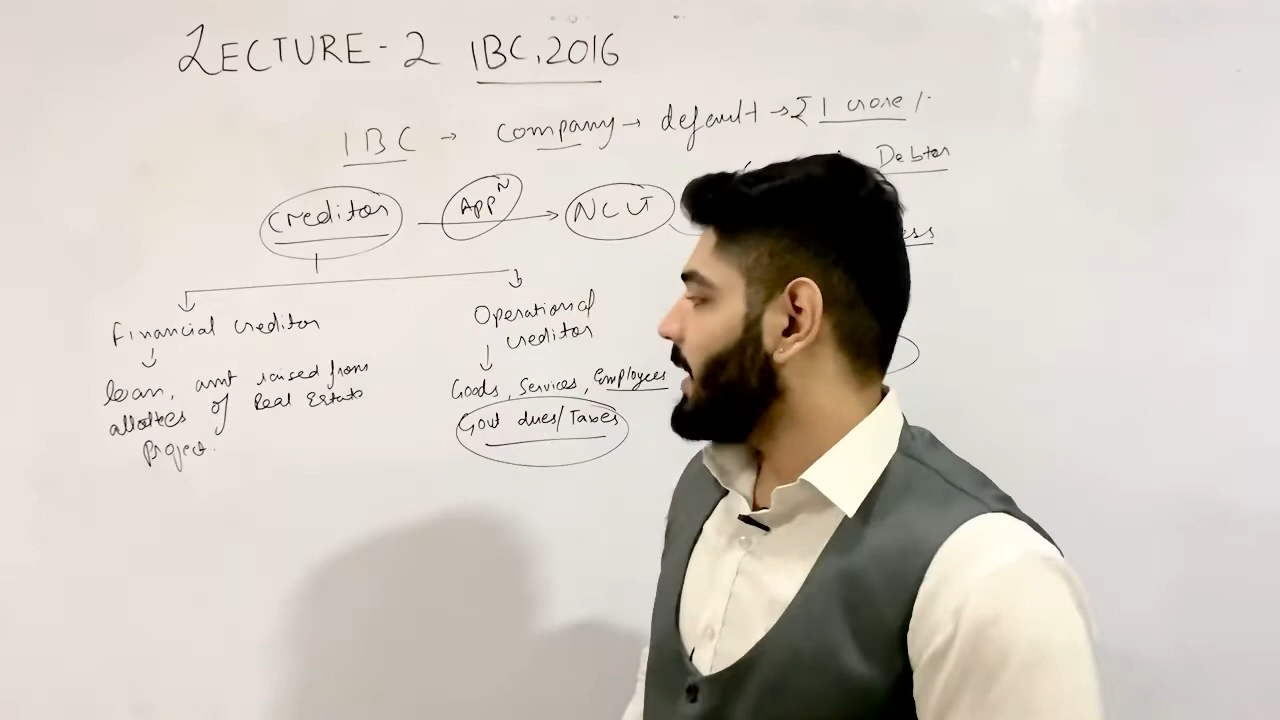 LECTURE-2 IBC,2016
IBC → Company → default → ₹ 1 crore/-
Debtor
Creditor APPN → NCLT
ess
Financial Creditor
Operational
Creditor
loan, amt raised from
allottees of Real Estate
Project.
Goods, Services, Employees
Govt dues/Taxes